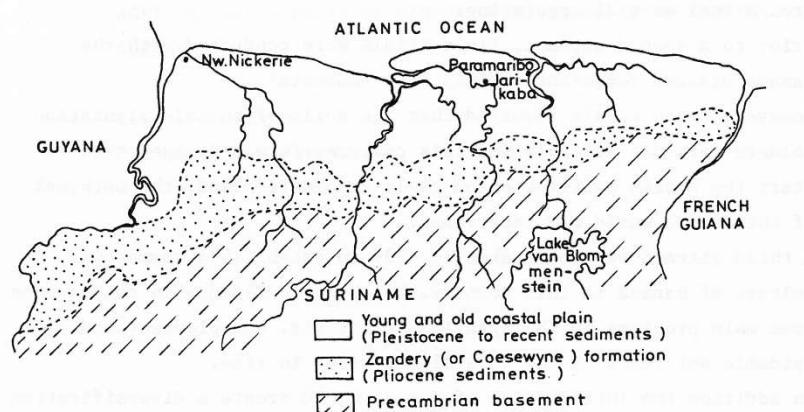 ATLANTIC OCEAN
Nw. Nickerie
Paramaribo
Jari-
kabo
GUYANA
FRENCH
GUIANA
Lake
van Blom
men-
stein
SURINAME
Young and old coastal plain
(Pleistocene to recent sediments)
Zandery (or Coesewyne) formation
(Pliocene sediments.)
Precambrian basement